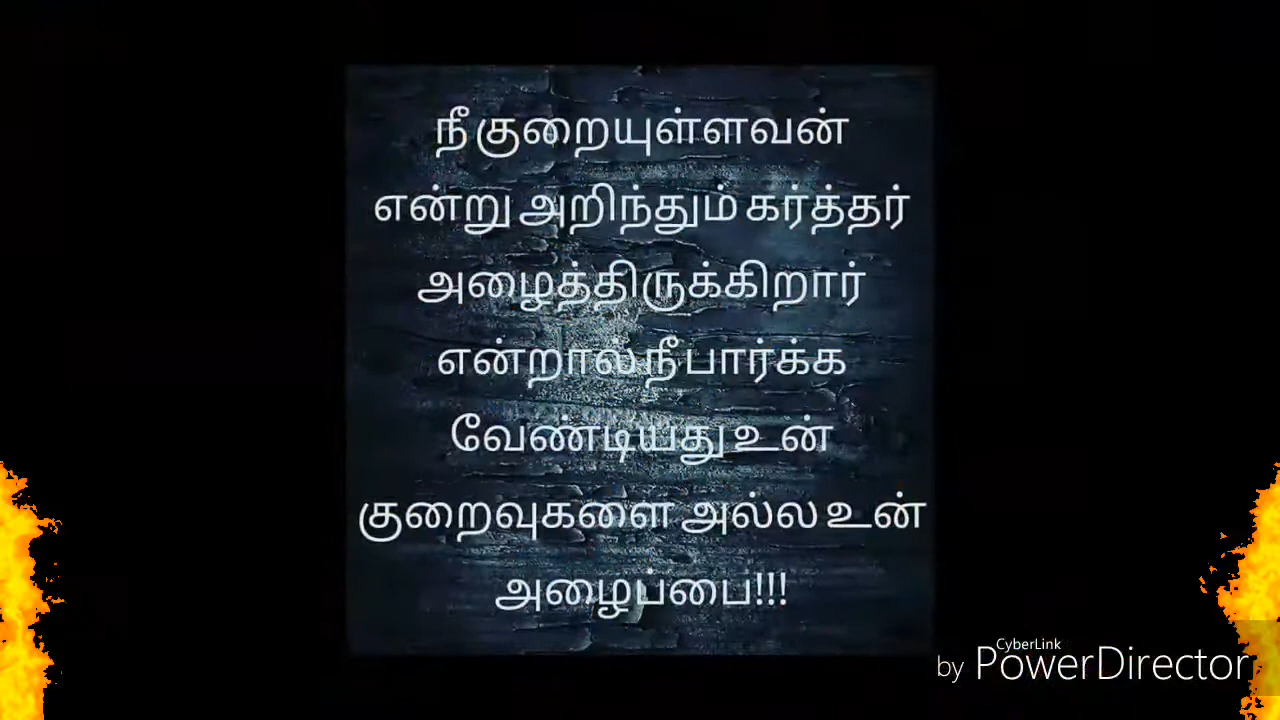 நீ குறையுள்ளவன்
என்று அறிந்தும் கர்த்தர்
அழைத்திருக்கிறார்
என்றால் நீ பார்க்க
வேண்டியது உன்
குறைவுகளை அல்ல உன்
அழைப்பை!!!
CyberLink
by PowerDirector